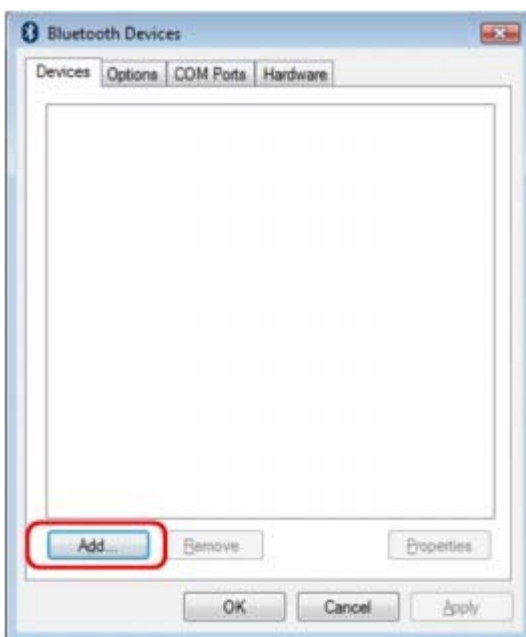 Bluetooth Devices
Devices Options COM Ports Hardware
Add... Remove Properties
OK Cancel Apply